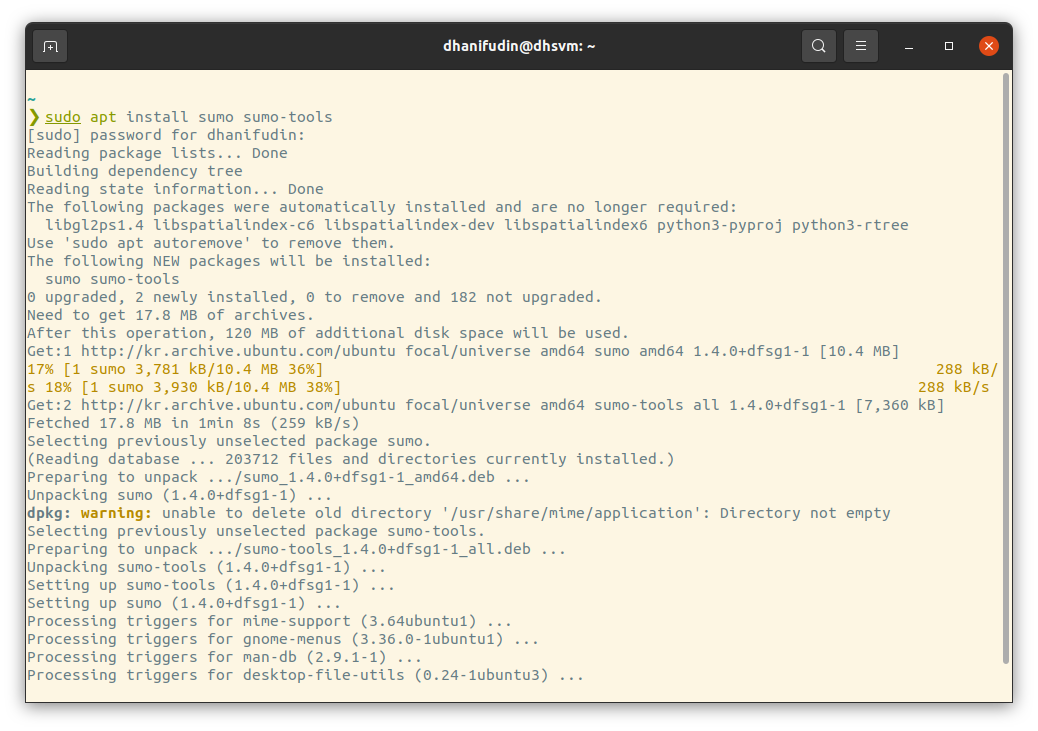 dhanifudin@dhsvm: ~
~
❯ sudo apt install sumo sumo-tools
[sudo] password for dhanifudin:
Reading package lists... Done
Building dependency tree
Reading state information... Done
The following packages were automatically installed and are no longer required:
  libgl2ps1.4 libspatialindex-c6 libspatialindex-dev libspatialindex6 python3-pyproj python3-rtree
Use 'sudo apt autoremove' to remove them.
The following NEW packages will be installed:
  sumo sumo-tools
0 upgraded, 2 newly installed, 0 to remove and 182 not upgraded.
Need to get 17.8 MB of archives.
After this operation, 120 MB of additional disk space will be used.
Get:1 http://kr.archive.ubuntu.com/ubuntu focal/universe amd64 sumo amd64 1.4.0+dfsg1-1 [10.4 MB]
17% [1 sumo 3,781 kB/10.4 MB 36%]                                                                    288 kB/
s 18% [1 sumo 3,930 kB/10.4 MB 38%]                                                                288 kB/s
Get:2 http://kr.archive.ubuntu.com/ubuntu focal/universe amd64 sumo-tools all 1.4.0+dfsg1-1 [7,360 kB]
Fetched 17.8 MB in 1min 8s (259 kB/s)
Selecting previously unselected package sumo.
(Reading database ... 203712 files and directories currently installed.)
Preparing to unpack .../sumo_1.4.0+dfsg1-1_amd64.deb ...
Unpacking sumo (1.4.0+dfsg1-1) ...
dpkg: warning: unable to delete old directory '/usr/share/mime/application': Directory not empty
Selecting previously unselected package sumo-tools.
Preparing to unpack .../sumo-tools_1.4.0+dfsg1-1_all.deb ...
Unpacking sumo-tools (1.4.0+dfsg1-1) ...
Setting up sumo-tools (1.4.0+dfsg1-1) ...
Setting up sumo (1.4.0+dfsg1-1) ...
Processing triggers for mime-support (3.64ubuntu1) ...
Processing triggers for gnome-menus (3.36.0-1ubuntu1) ...
Processing triggers for man-db (2.9.1-1) ...
Processing triggers for desktop-file-utils (0.24-1ubuntu3) ...